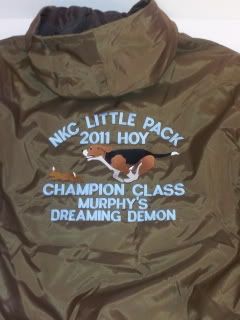 NKC LITTLE PACK
2011 HOY
CHAMPION CLASS
MURPHY'S
DREAMING DEMON